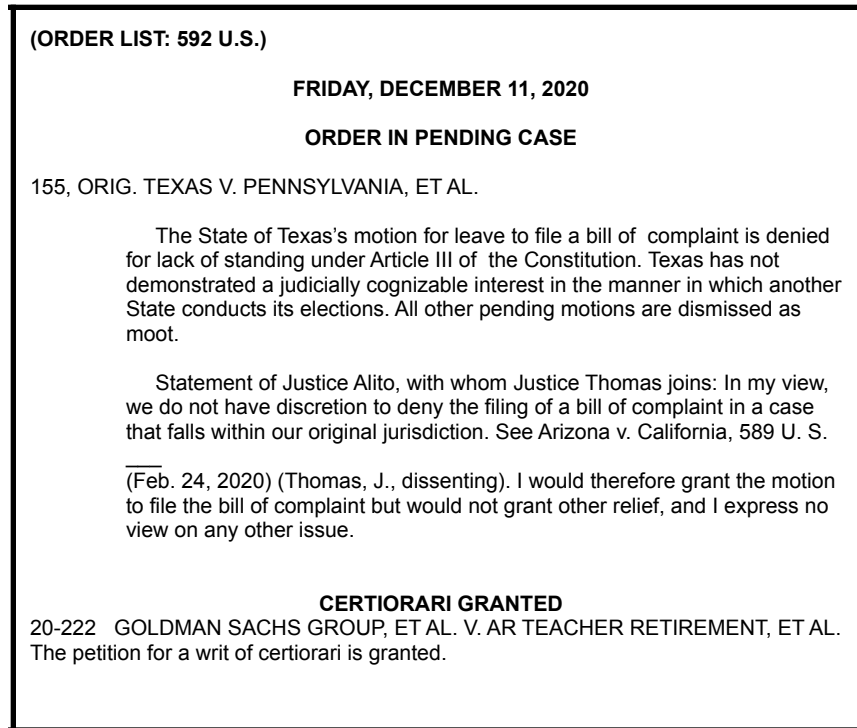 (ORDER LIST: 592 U.S.)
FRIDAY, DECEMBER 11, 2020
ORDER IN PENDING CASE
155, ORIG. TEXAS V. PENNSYLVANIA, ET AL.
The State of Texas’s motion for leave to file a bill of complaint is denied
for lack of standing under Article III of the Constitution. Texas has not
demonstrated a judicially cognizable interest in the manner in which another
State conducts its elections. All other pending motions are dismissed as
moot.
Statement of Justice Alito, with whom Justice Thomas joins: In my view,
we do not have discretion to deny the filing of a bill of complaint in a case
that falls within our original jurisdiction. See Arizona v. California, 589 U. S.
___
(Feb. 24, 2020) (Thomas, J., dissenting). I would therefore grant the motion
to file the bill of complaint but would not grant other relief, and I express no
view on any other issue.
CERTIORARI GRANTED
20-222 GOLDMAN SACHS GROUP, ET AL. V. AR TEACHER RETIREMENT, ET AL.
The petition for a writ of certiorari is granted.